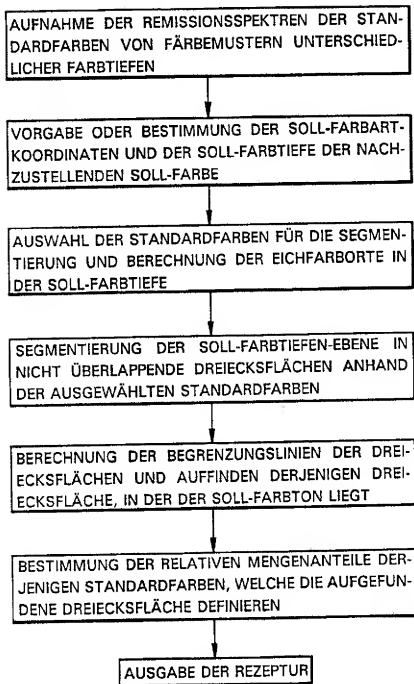 AUFNAHME DER REMISSIONSSPEKTREN DER STAN-
DARDFARBEN VON FÄRBEMUSTERN UNTERSCHIED-
LICHER FARBTIEFEN
VORGABE ODER BESTIMMUNG DER SOLL-FARBART-
KOORDINATEN UND DER SOLL-FARBTIEFE DER NACH-
ZUSTELLENDEN SOLL-FARBE
AUSWAHL DER STANDARDFARBEN FÜR DIE SEGMEN-
TIERUNG UND BERECHNUNG DER EICHFARBORTE IN
DER SOLL-FARBTIEFE
SEGMENTIERUNG DER SOLL-FARBTIEFEN-EBENE IN
NICHT ÜBERLAPPENDE DREIECKSFLÄCHEN ANHAND
DER AUSGEWÄHLTEN STANDARDFARBEN
BERECHNUNG DER BEGRENZUNGSLINIEN DER DREI-
ECKSFLÄCHEN UND AUFFINDEN DERJENIGEN DREI-
ECKSFLÄCHE, IN DER DER SOLL-FARBTON LIEGT
BESTIMMUNG DER RELATIVEN MENGENANTEILE DER-
JENIGEN STANDARDFARBEN, WELCHE DIE AUFGEFUN-
DENE DREIECKSFLÄCHE DEFINIEREN
AUSGABE DER REZEPTUR